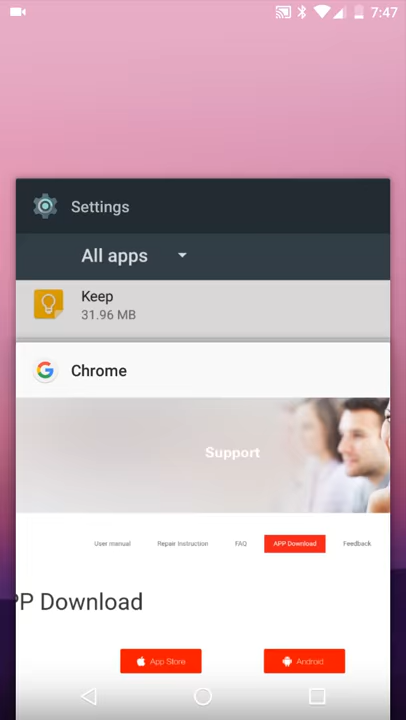 7:47
Settings
All apps
Keep
31.96 MB
Chrome
Support
User manual Repair Instruction FAQ APP Download Feedback
PP Download
App Store Android